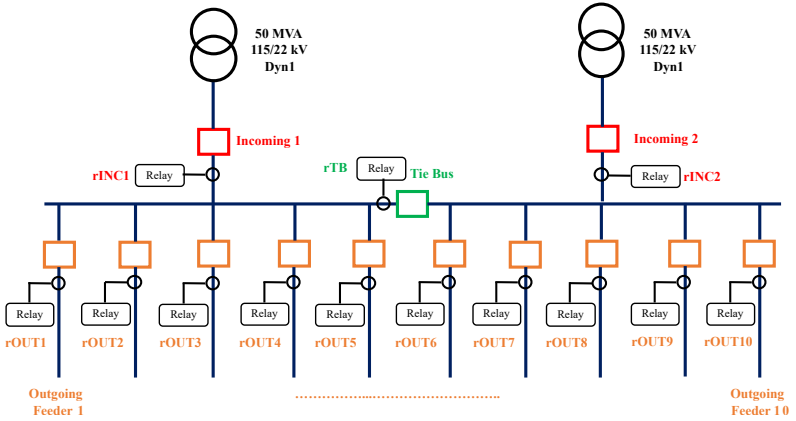 50 MVA
115/22 kV
Dyn1
50 MVA
115/22 kV
Dyn1
Incoming 1
Incoming 2
rINC1
Relay
rTB
Relay
Tie Bus
Relay
rINC2
Relay
Relay
Relay
Relay
Relay
Relay
Relay
Relay
Relay
Relay
rOUT1
rOUT2
rOUT3
rOUT4
rOUT5
rOUT6
rOUT7
rOUT8
rOUT9
rOUT10
Outgoing
Feeder 1
Outgoing
Feeder 10